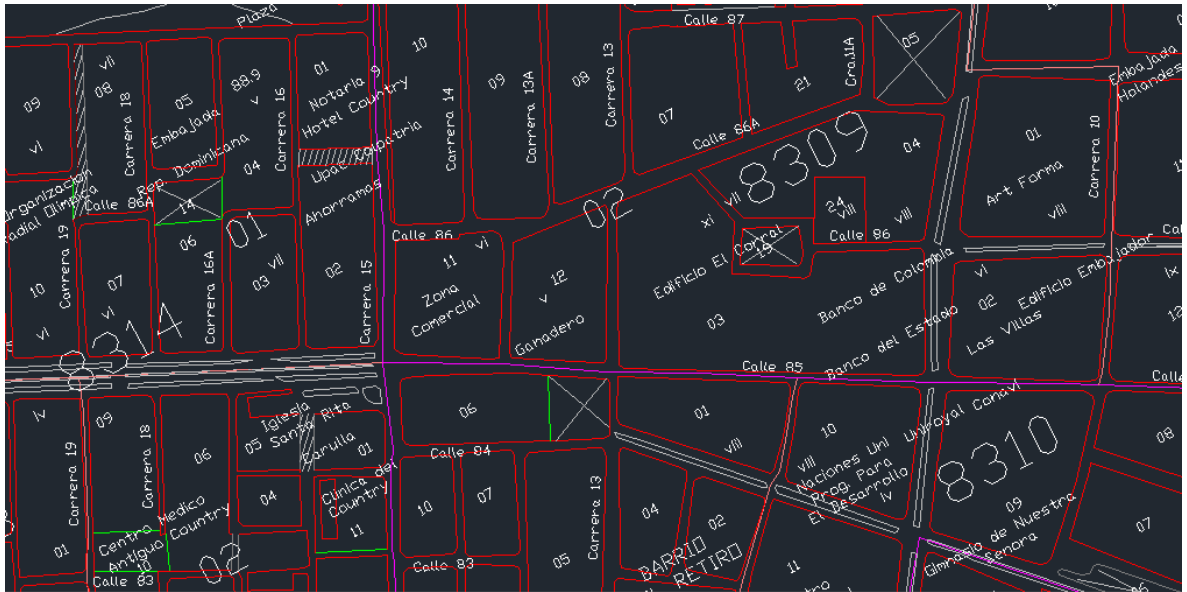 Plaza
Calle 87
10
05
Embajada
Holandes
09
vi
08
vii
Carrera 18
05
Embajada
Rep. Dominicana
88.9
v
04
Carrera 16
01
Notaria 9
Hotel Country
Upac Colpatria
Ahorramas
Carrera 14
09
Carrera 13A
08
Carrera 13
07
21
Cra.11A
Calle 86A
8309
04
01
Art Forma
viii
Carrera 10
Calle 86A
14
01
02
xi
vii
24
viii
viii
Calle 86
19
Edificio El Corral
Carrera 19
10
vi
07
vi
06
Carrera 16A
03
vii
02
Carrera 15
Calle 86
vi
11
Zona
Comercial
12
v
Ganadero
03
Banco de Colombia
Banco del Estado
vi
02
Las Villas
Edificio Embajador
ix
12
8314
Calle 85
iv
09
Carrera 19
Carrera 18
06
05
Iglesia
Santa Rita
Carulla
01
06
Calle 84
01
viii
10
viii
Naciones Uni
Prog. Para
El Desarrollo
iv
Uniroyal Conavi
8310
09
08
07
01
Centro Medico
Antiguo Country
10
Calle 83
02
04
Clinica del
Country
11
10
07
Calle 83
05
Carrera 13
04
02
BARRIO
RETIRO
11
Gimnasio de Nuestra
Senora
06